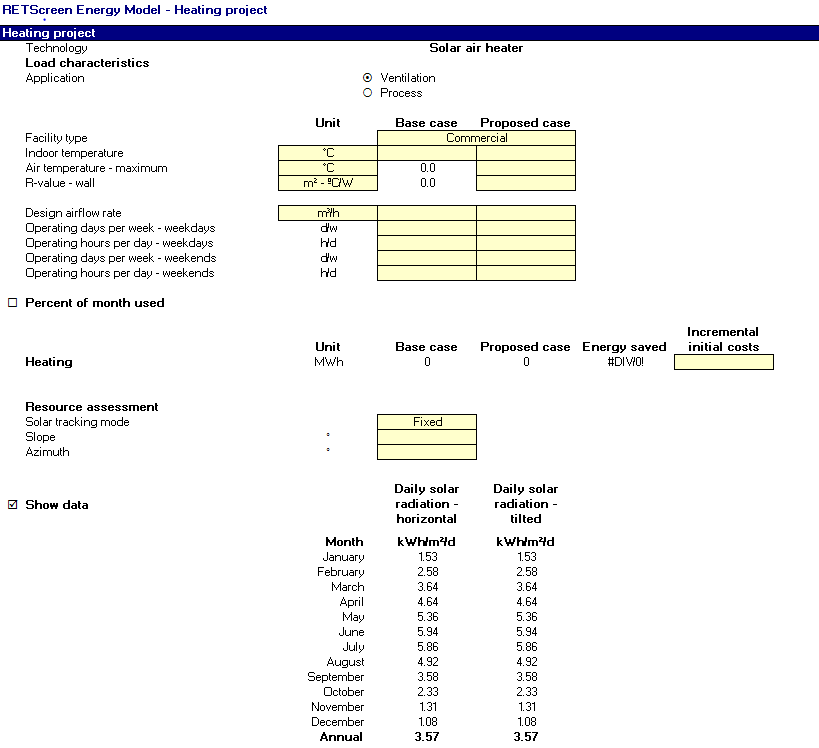 RETScreen Energy Model - Heating project
Heating project
Technology Solar air heater
Load characteristics
Application Ventilation
Process
Unit Base case Proposed case
Facility type Commercial
Indoor temperature °C
Air temperature - maximum °C 0.0
R-value - wall m² - ºC/W 0.0
Design airflow rate m³/h
Operating days per week - weekdays d/w
Operating hours per day - weekdays h/d
Operating days per week - weekends d/w
Operating hours per day - weekends h/d
Percent of month used
Incremental
Unit Base case Proposed case Energy saved initial costs
Heating MWh 0 0 #DIV/0!
Resource assessment
Solar tracking mode Fixed
Slope °
Azimuth °
Daily solar Daily solar
Show data radiation - radiation -
horizontal tilted
Month kWh/m²/d kWh/m²/d
January 1.53 1.53
February 2.58 2.58
March 3.64 3.64
April 4.64 4.64
May 5.36 5.36
June 5.94 5.94
July 5.86 5.86
August 4.92 4.92
September 3.58 3.58
October 2.33 2.33
November 1.31 1.31
December 1.08 1.08
Annual 3.57 3.57